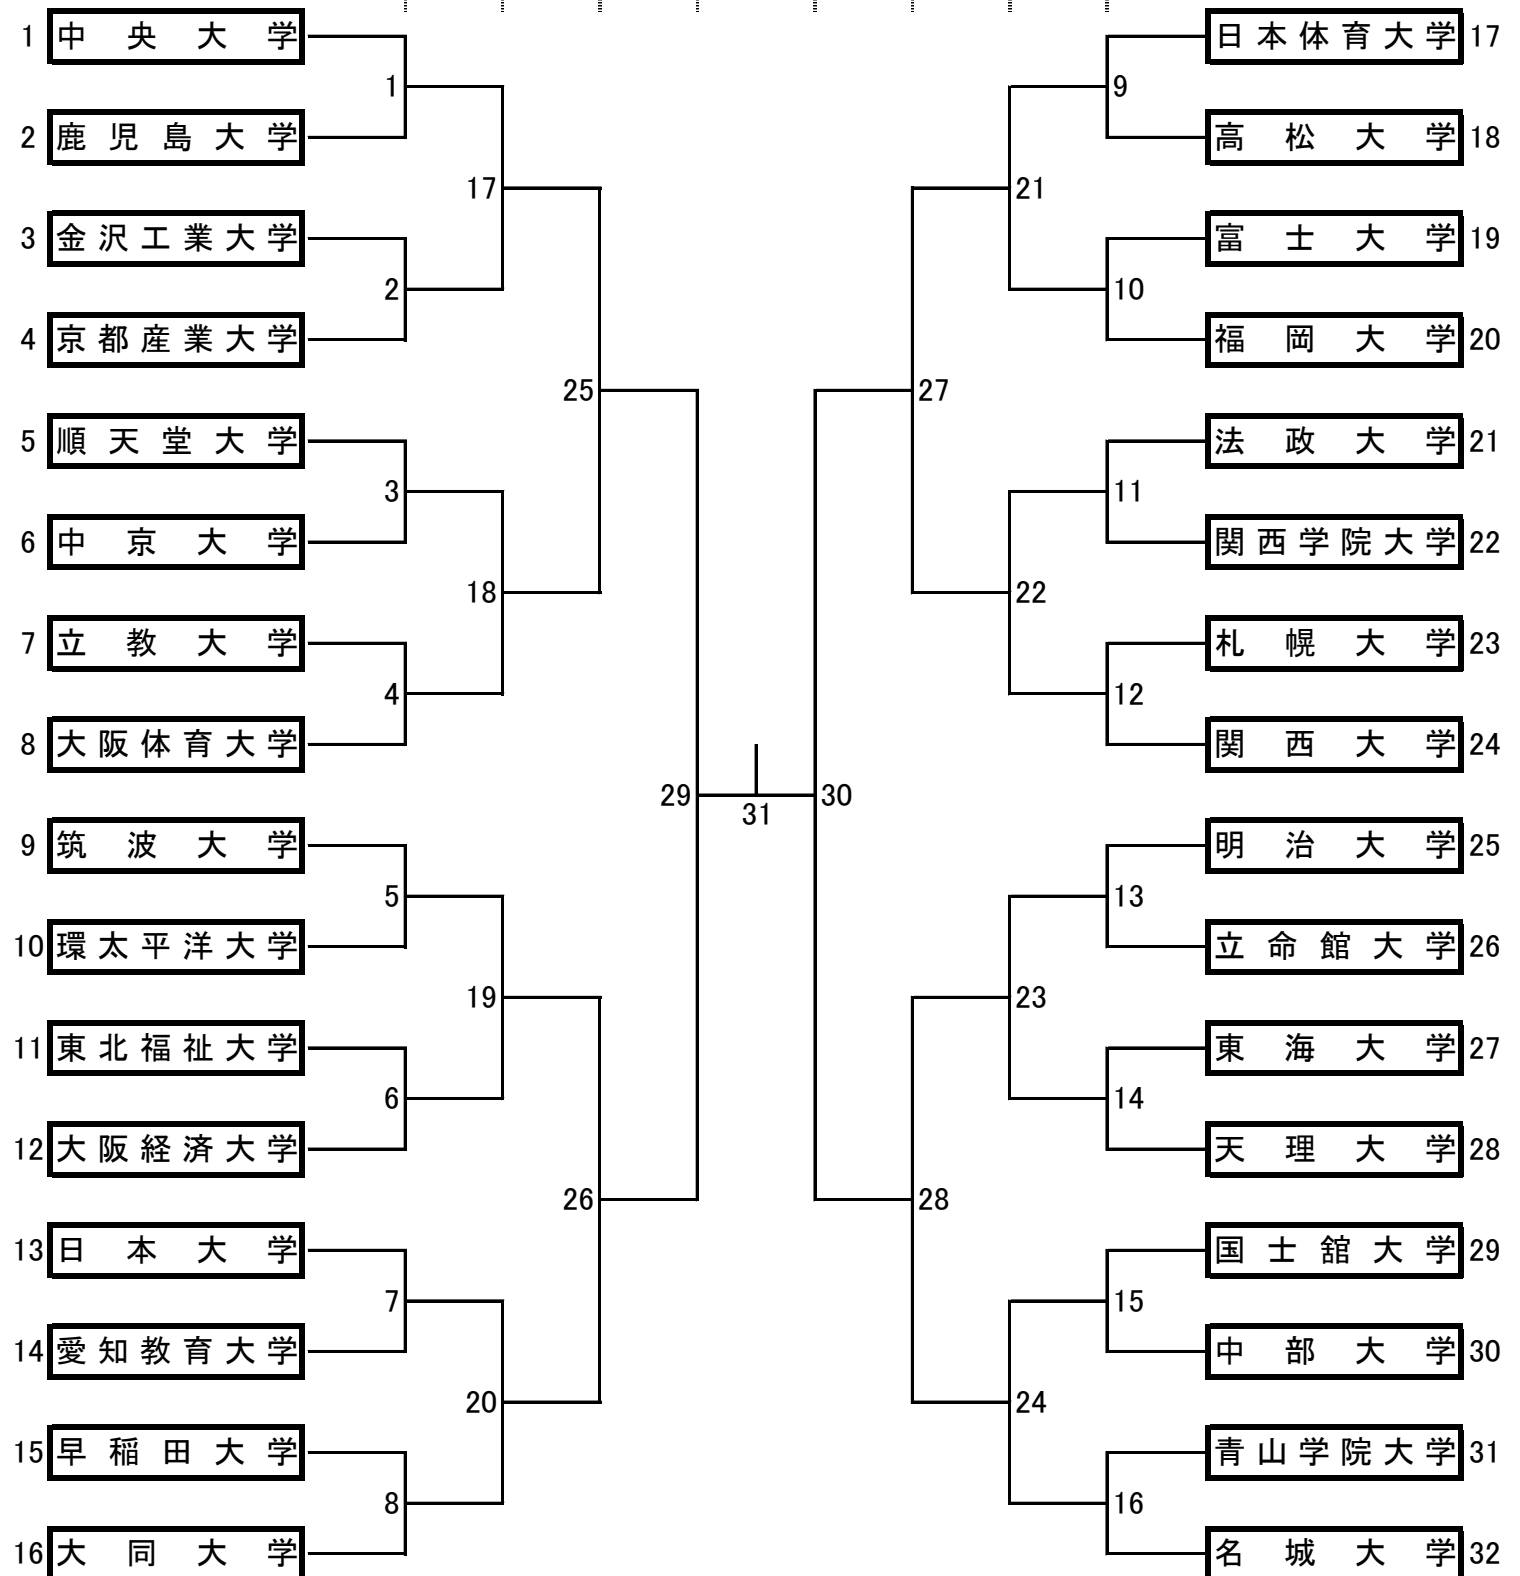 1 中央大学
2 鹿児島大学
3 金沢工業大学
4 京都産業大学
5 順天堂大学
6 中京大学
7 立教大学
8 大阪体育大学
9 筑波大学
10 環太平洋大学
11 東北福祉大学
12 大阪経済大学
13 日本大学
14 愛知教育大学
15 早稲田大学
16 大同大学
1
2
3
4
5
6
7
8
17
18
19
20
25
26
29
31
30
27
28
21
22
23
24
9
10
11
12
13
14
15
16
日本体育大学 17
高松大学 18
富士大学 19
福岡大学 20
法政大学 21
関西学院大学 22
札幌大学 23
関西大学 24
明治大学 25
立命館大学 26
東海大学 27
天理大学 28
国士舘大学 29
中部大学 30
青山学院大学 31
名城大学 32